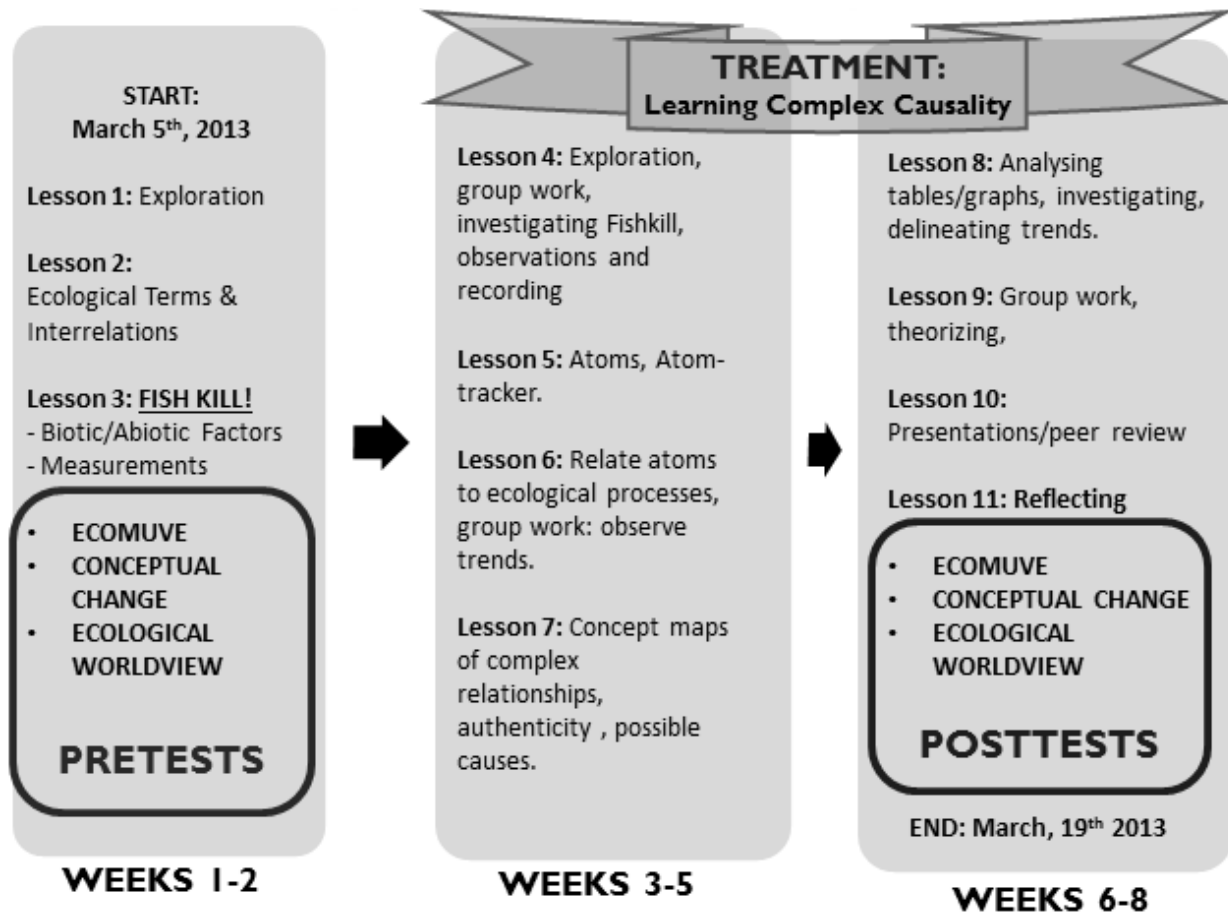 START:
March 5th, 2013
Lesson 1: Exploration
Lesson 2:
Ecological Terms &
Interrelations
Lesson 3: FISH KILL!
- Biotic/Abiotic Factors
- Measurements
• ECOMUVE
• CONCEPTUAL
CHANGE
• ECOLOGICAL
WORLDVIEW
PRETESTS
WEEKS 1-2
TREATMENT:
Learning Complex Causality
Lesson 4: Exploration,
group work,
investigating Fishkill,
observations and
recording
Lesson 5: Atoms, Atom-
tracker.
Lesson 6: Relate atoms
to ecological processes,
group work: observe
trends.
Lesson 7: Concept maps
of complex
relationships,
authenticity , possible
causes.
WEEKS 3-5
Lesson 8: Analysing
tables/graphs, investigating,
delineating trends.
Lesson 9: Group work,
theorizing,
Lesson 10:
Presentations/peer review
Lesson 11: Reflecting
• ECOMUVE
• CONCEPTUAL CHANGE
• ECOLOGICAL
WORLDVIEW
POSTTESTS
END: March, 19th 2013
WEEKS 6-8